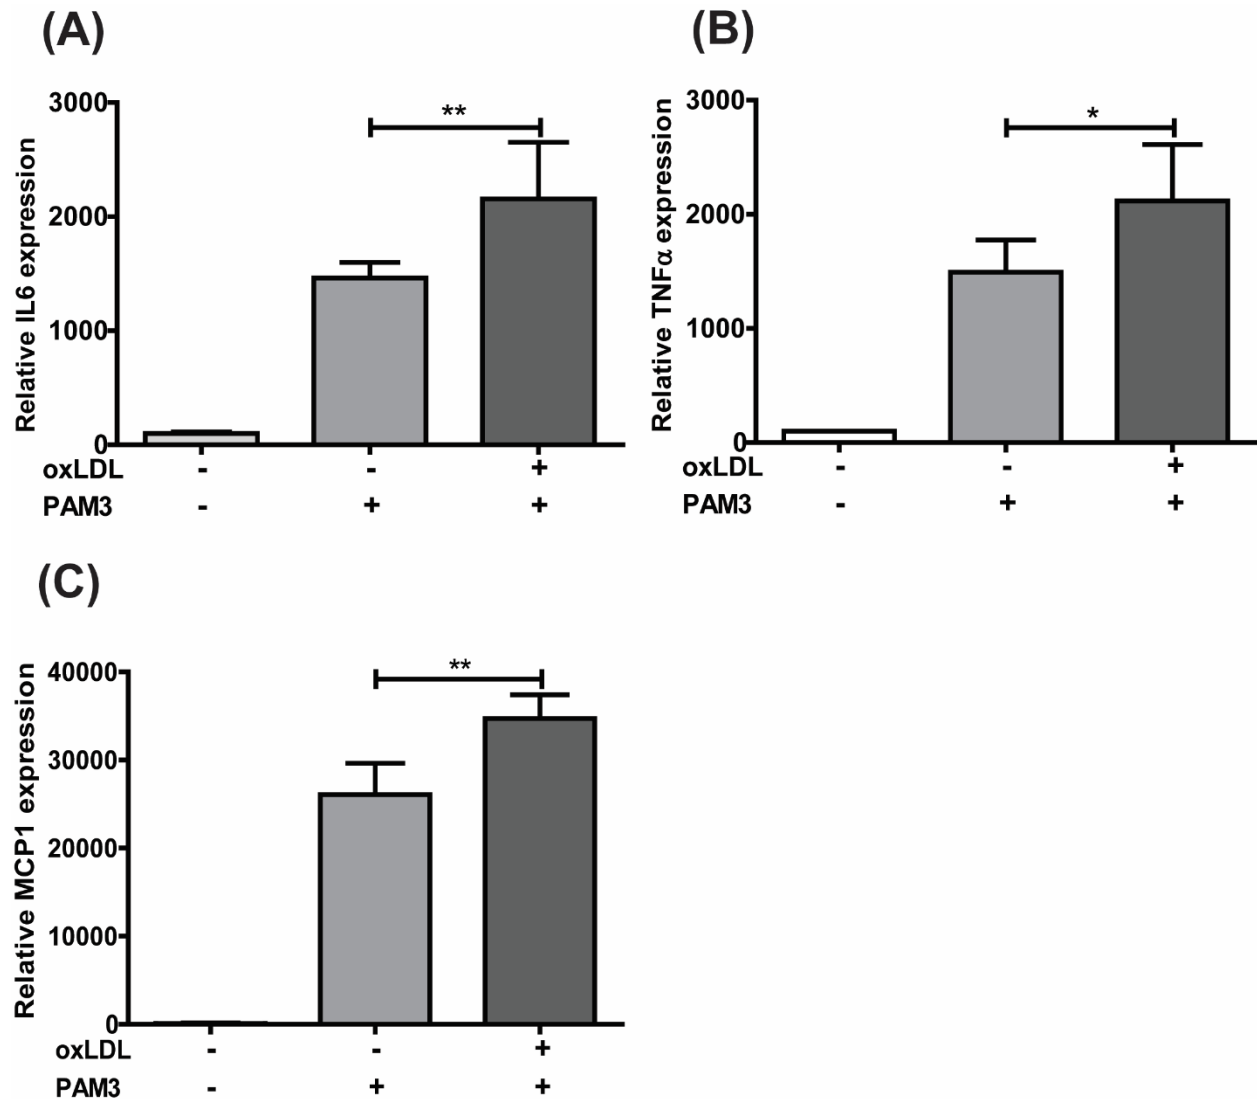 (A)
Relative IL6 expression
3000
2000
1000
0
**
oxLDL - - +
PAM3 - + +
(B)
Relative TNFα expression
3000
2000
1000
0
*
oxLDL - - +
PAM3 - + +
(C)
Relative MCP1 expression
40000
30000
20000
10000
0
**
oxLDL - - +
PAM3 - + +